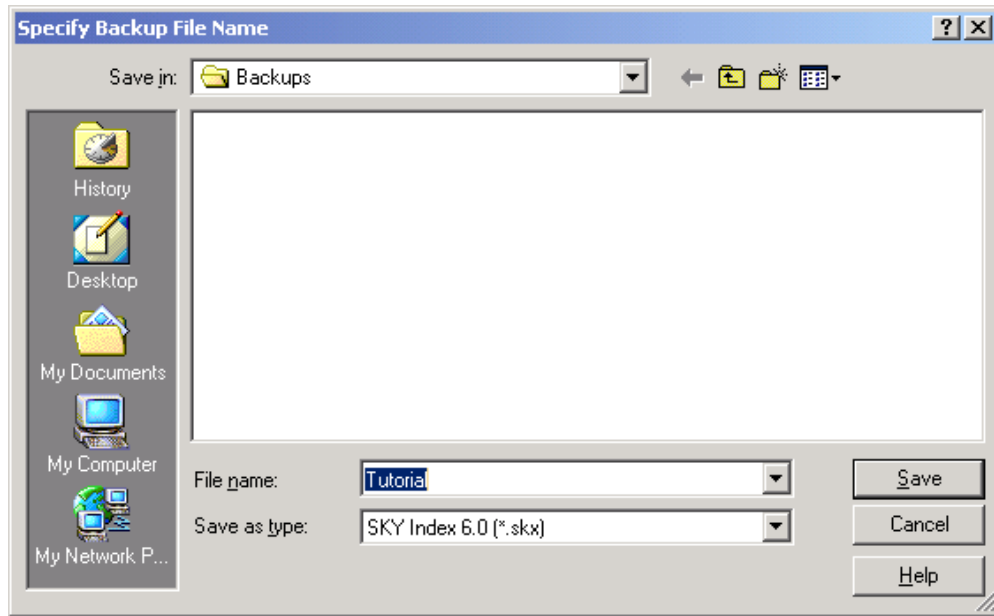 Specify Backup File Name
Save in: Backups
History
Desktop
My Documents
My Computer
My Network P...
File name: Tutorial
Save as type: SKY Index 6.0 (*.skx)
Save
Cancel
Help